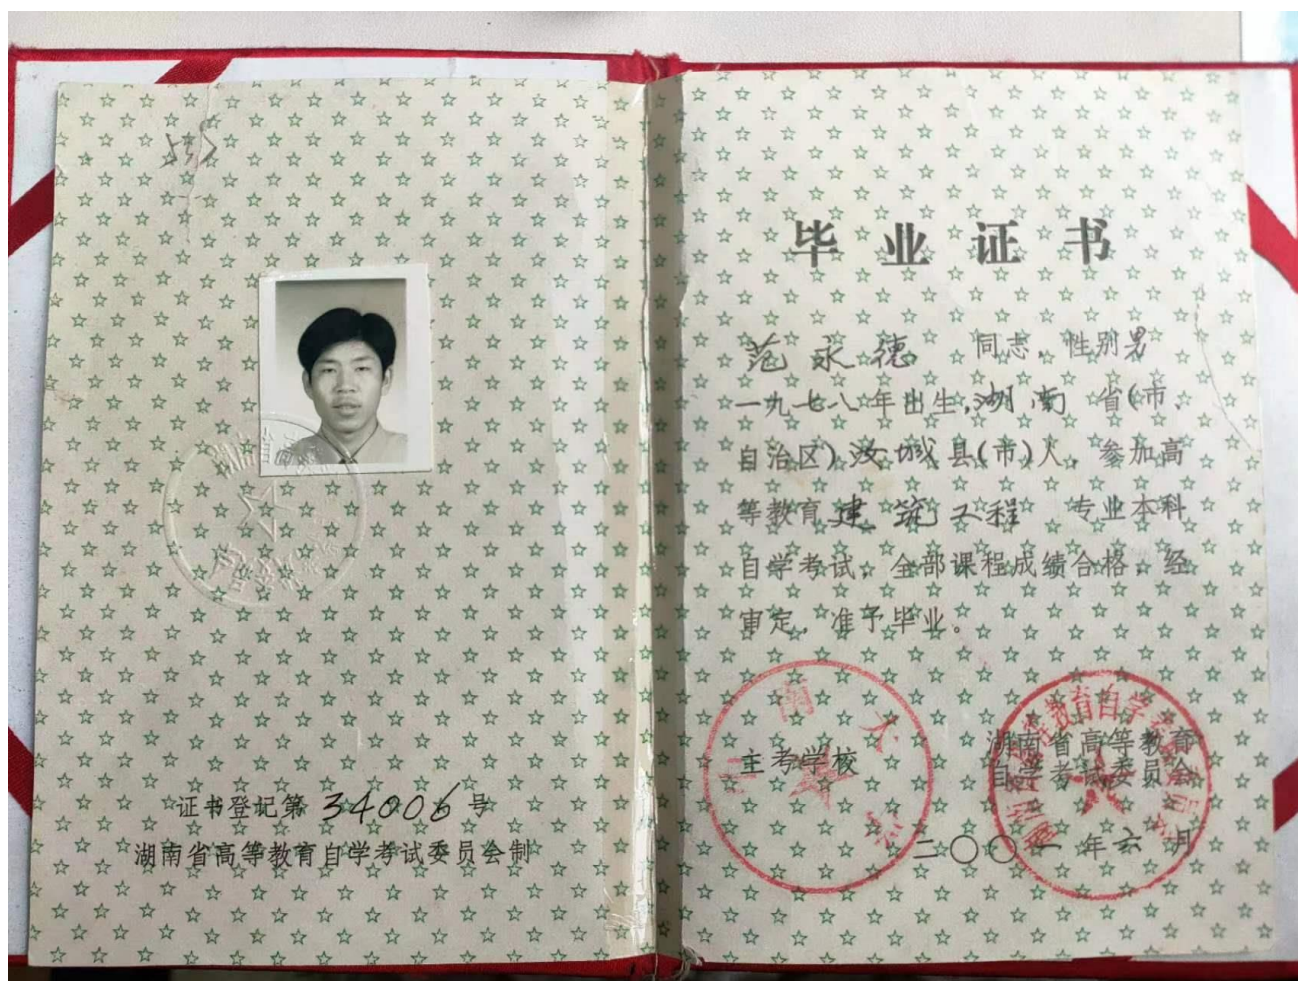 证书登记第34006号
湖南省高等教育自学考试委员会制
毕业证书
范永德 同志，性别男
一九七八年出生，湖南 省(市、
自治区)汝城县(市)人，参加高
等教育 建筑工程 专业本科
自学考试，全部课程成绩合格，经
审定，准予毕业。
主考学校
湖南省高等教育
自学考试委员会
二〇〇 年六月